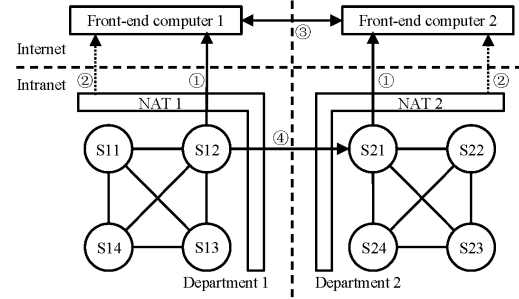 Front-end computer 1
Front-end computer 2
③
Internet
Intranet
②
①
①
②
NAT 1
NAT 2
S11
S12
④
S21
S22
S14
S13
S24
S23
Department 1
Department 2